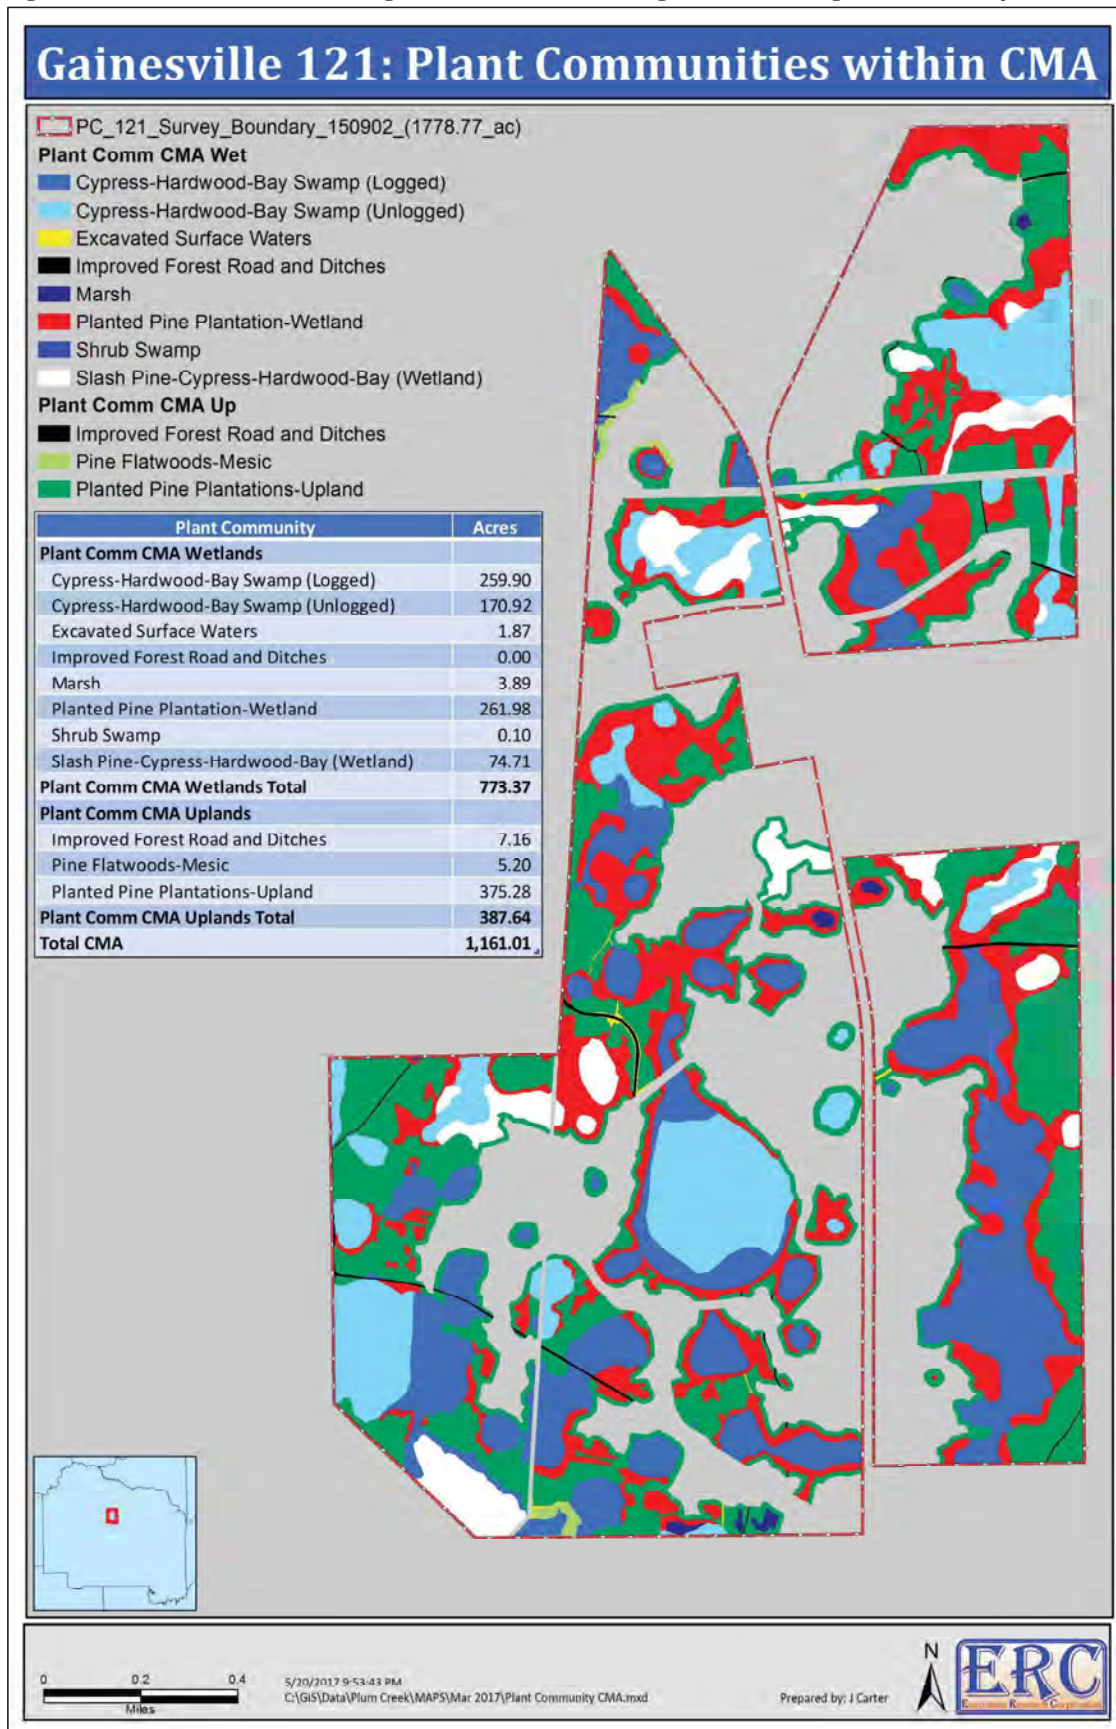 Gainesville 121: Plant Communities within CMA
PC_121_Survey_Boundary_150902_(1778.77_ac)
Plant Comm CMA Wet
Cypress-Hardwood-Bay Swamp (Logged)
Cypress-Hardwood-Bay Swamp (Unlogged)
Excavated Surface Waters
Improved Forest Road and Ditches
Marsh
Planted Pine Plantation-Wetland
Shrub Swamp
Slash Pine-Cypress-Hardwood-Bay (Wetland)
Plant Comm CMA Up
Improved Forest Road and Ditches
Pine Flatwoods-Mesic
Planted Pine Plantations-Upland
Plant Community Acres
Plant Comm CMA Wetlands
Cypress-Hardwood-Bay Swamp (Logged) 259.90
Cypress-Hardwood-Bay Swamp (Unlogged) 170.92
Excavated Surface Waters 1.87
Improved Forest Road and Ditches 0.00
Marsh 3.89
Planted Pine Plantation-Wetland 261.98
Shrub Swamp 0.10
Slash Pine-Cypress-Hardwood-Bay (Wetland) 74.71
Plant Comm CMA Wetlands Total 773.37
Plant Comm CMA Uplands
Improved Forest Road and Ditches 7.16
Pine Flatwoods-Mesic 5.20
Planted Pine Plantations-Upland 375.28
Plant Comm CMA Uplands Total 387.64
Total CMA 1,161.01
0 0.2 0.4
Miles
5/20/2017 9:53:43 PM
C:\GIS\Data\Plum Creek\MAPS\Mar 2017\Plant Community CMA.mxd
Prepared by: J Carter
N
ERC